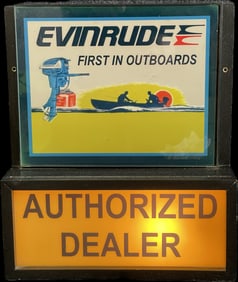 EVINRUDE
FIRST IN OUTBOARDS
AUTHORIZED
DEALER